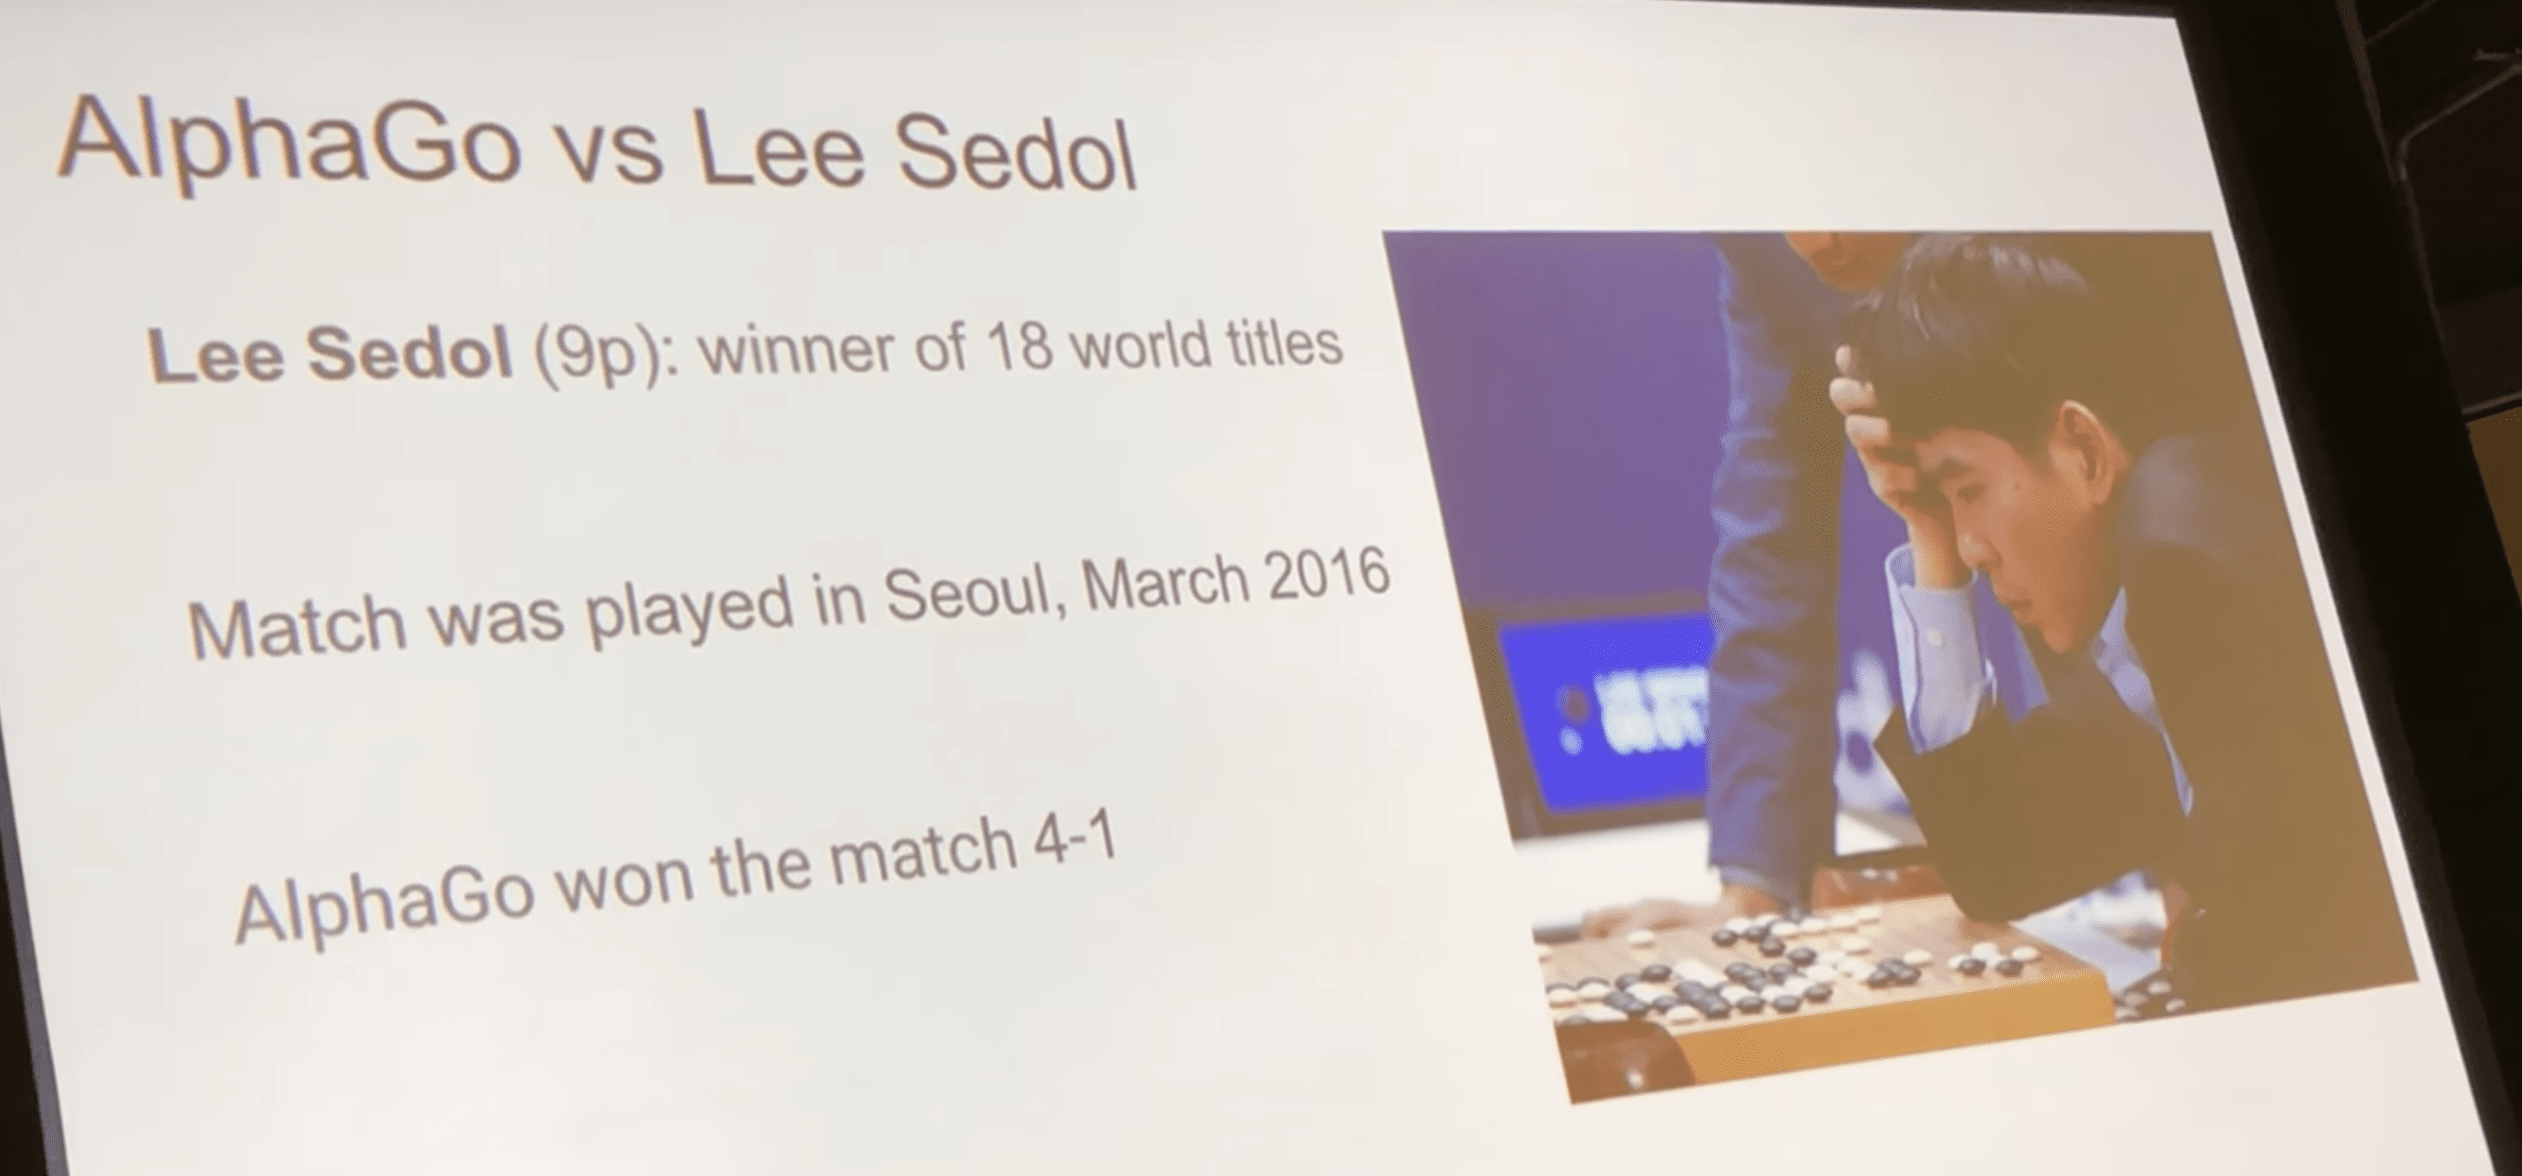 AlphaGo vs Lee Sedol
Lee Sedol (9p): winner of 18 world titles
Match was played in Seoul, March 2016
AlphaGo won the match 4-1